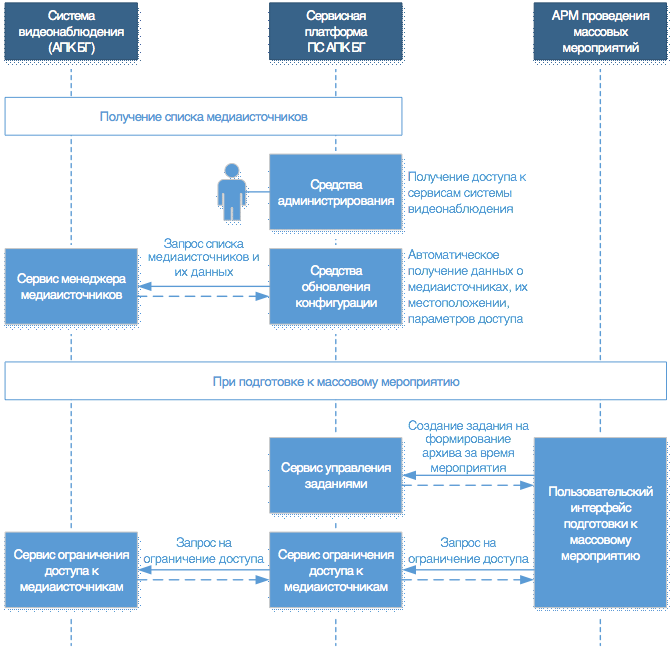 Система
видеонаблюдения
(АПК БГ)
Сервисная
платформа
ПС АПК БГ
АРМ проведения
массовых
мероприятий
Получение списка медиаисточников
Средства
администрирования
Получение доступа к
сервисам системы
видеонаблюдения
Запрос списка
медиаисточников и
их данных
Сервис менеджера
медиаисточников
Средства
обновления
конфигурации
Автоматическое
получение данных о
медиаисточниках, их
местоположении,
параметров доступа
При подготовке к массовому мероприятию
Создание задания на
формирование
архива за время
мероприятия
Сервис управления
заданиями
Пользовательский
интерфейс
подготовки к
массовому
мероприятию
Сервис ограничения
доступа к
медиаисточникам
Запрос на
ограничение доступа
Сервис ограничения
доступа к
медиаисточникам
Запрос на
ограничение доступа